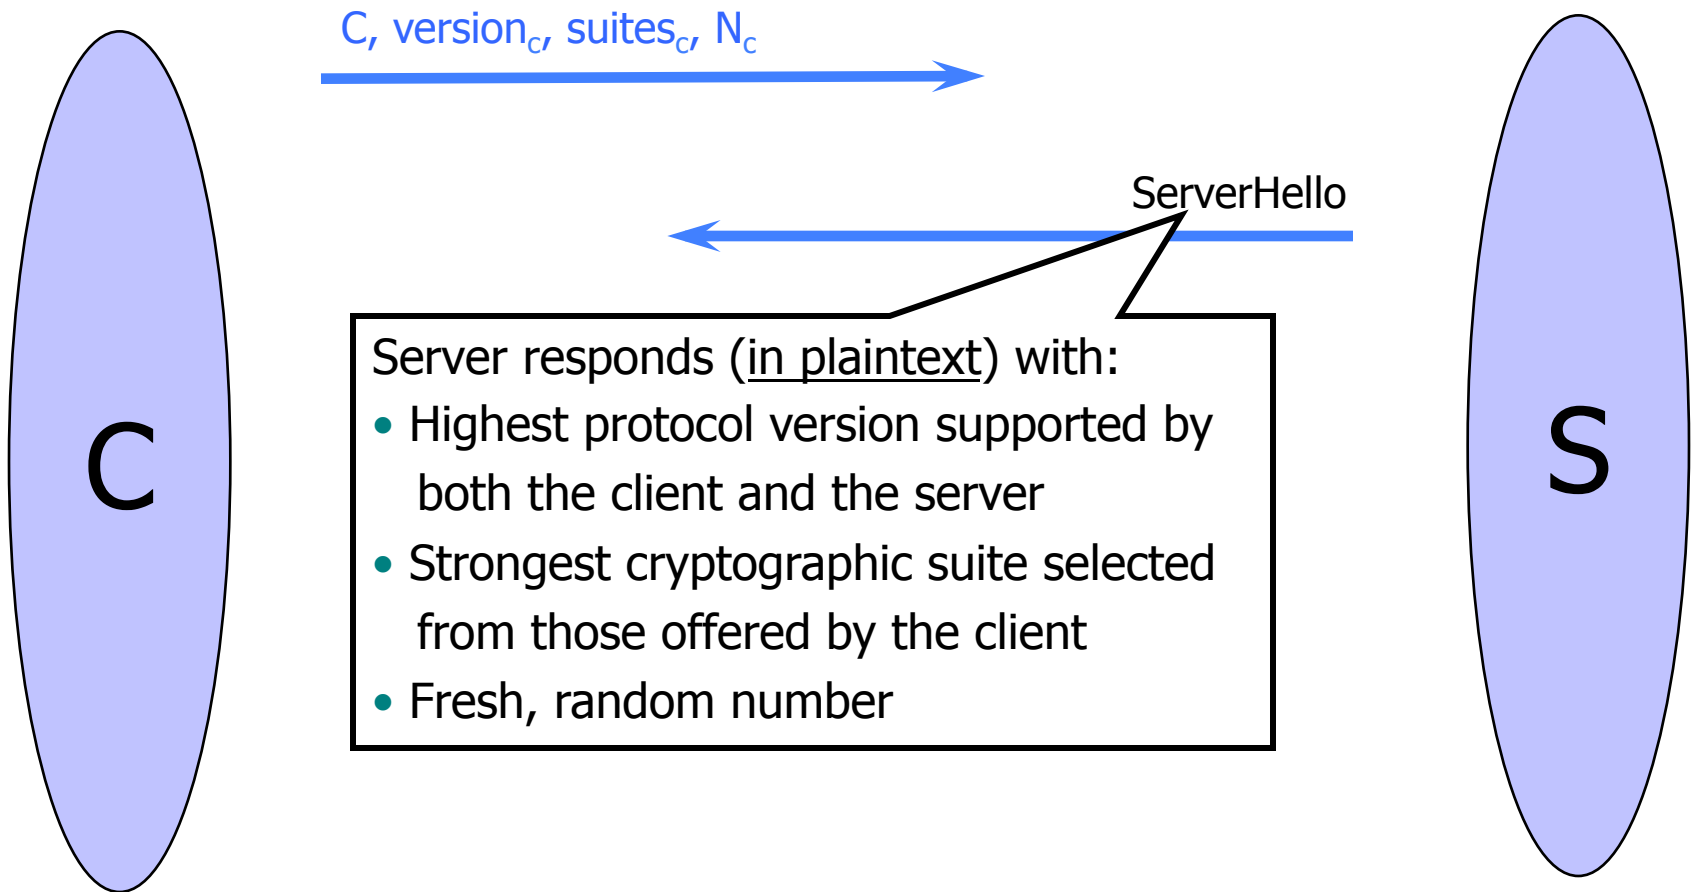 C, version_c, suites_c, N_c
ServerHello
Server responds (in plaintext) with:
• Highest protocol version supported by
both the client and the server
• Strongest cryptographic suite selected
from those offered by the client
• Fresh, random number
C
S